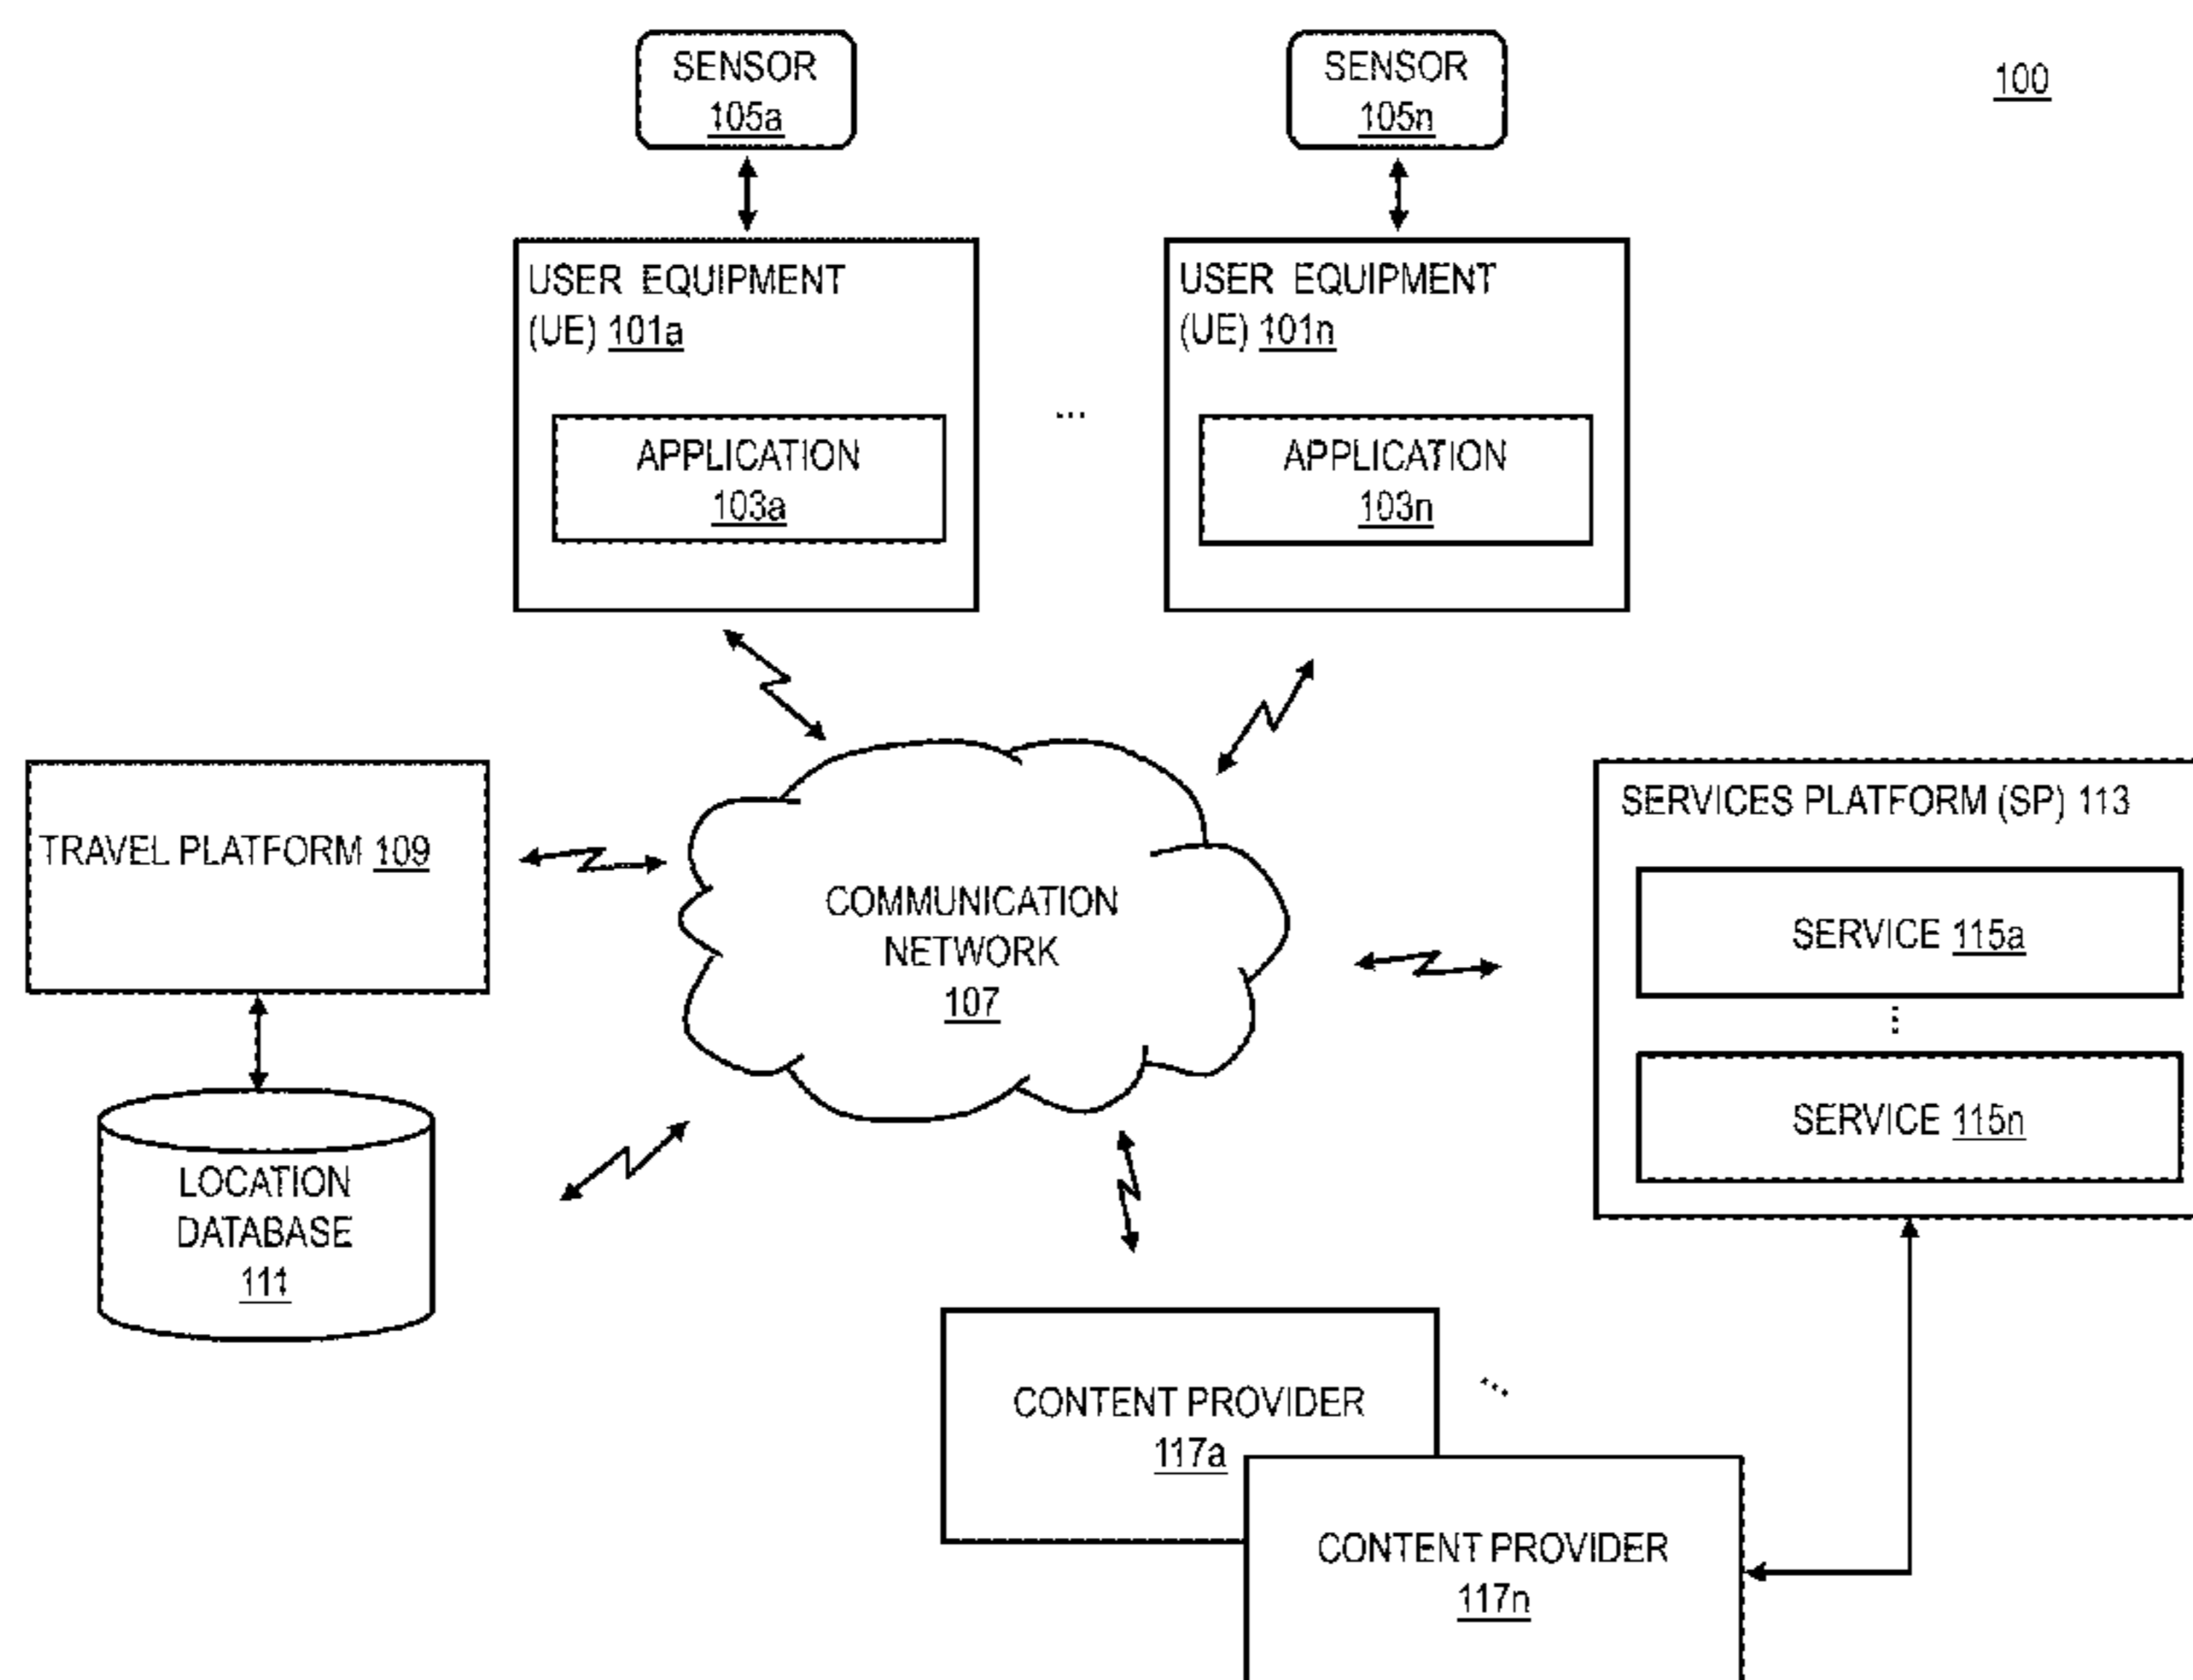 SENSOR
105a
SENSOR
105n
100
USER EQUIPMENT
(UE) 101a
USER EQUIPMENT
(UE) 101n
...
APPLICATION
103a
APPLICATION
103n
TRAVEL PLATFORM 109
COMMUNICATION
NETWORK
107
SERVICES PLATFORM (SP) 113
SERVICE 115a
...
SERVICE 115n
LOCATION
DATABASE
111
CONTENT PROVIDER
117a
...
CONTENT PROVIDER
117n